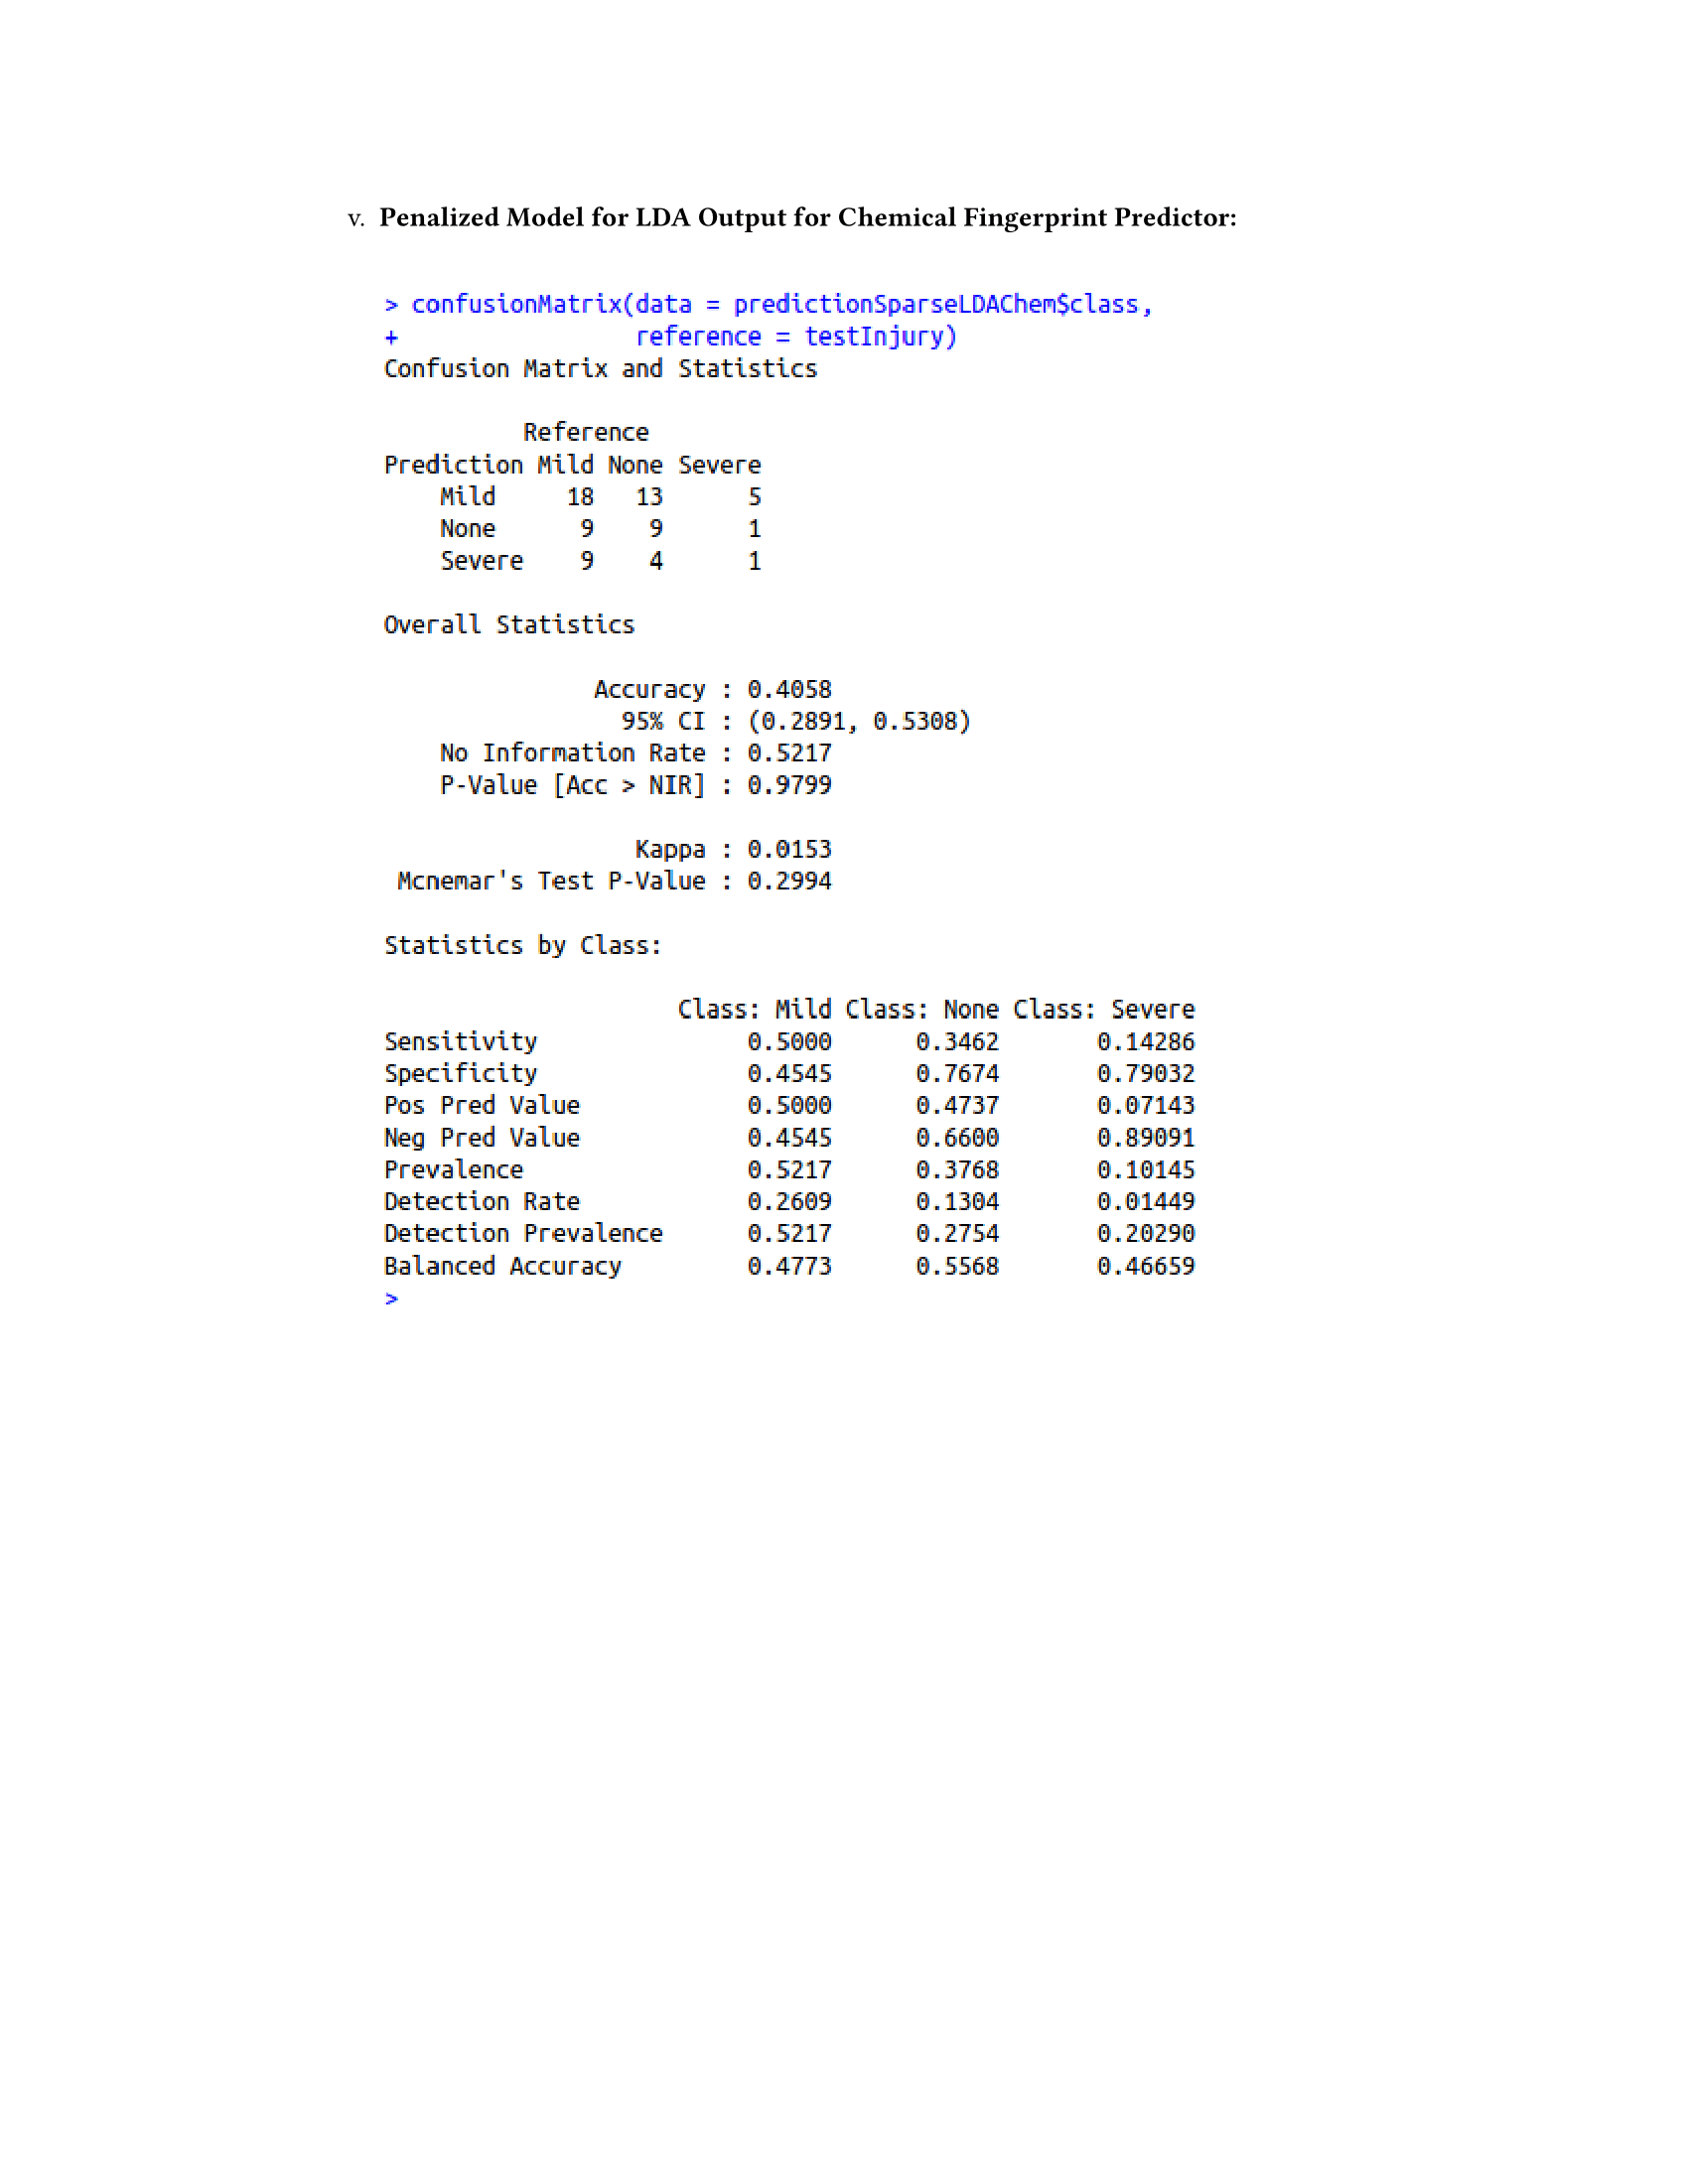 v. Penalized Model for LDA Output for Chemical Fingerprint Predictor:
> confusionMatrix(data = predictionSparseLDAChem$class,
+                 reference = testInjury)
Confusion Matrix and Statistics
          Reference
Prediction Mild None Severe
    Mild     18   13      5
    None      9    9      1
    Severe    9    4      1
Overall Statistics
               Accuracy : 0.4058
                 95% CI : (0.2891, 0.5308)
    No Information Rate : 0.5217
    P-Value [Acc > NIR] : 0.9799
                  Kappa : 0.0153
 Mcnemar's Test P-Value : 0.2994
Statistics by Class:
                     Class: Mild Class: None Class: Severe
Sensitivity               0.5000      0.3462       0.14286
Specificity               0.4545      0.7674       0.79032
Pos Pred Value            0.5000      0.4737       0.07143
Neg Pred Value            0.4545      0.6600       0.89091
Prevalence                0.5217      0.3768       0.10145
Detection Rate            0.2609      0.1304       0.01449
Detection Prevalence      0.5217      0.2754       0.20290
Balanced Accuracy         0.4773      0.5568       0.46659
>